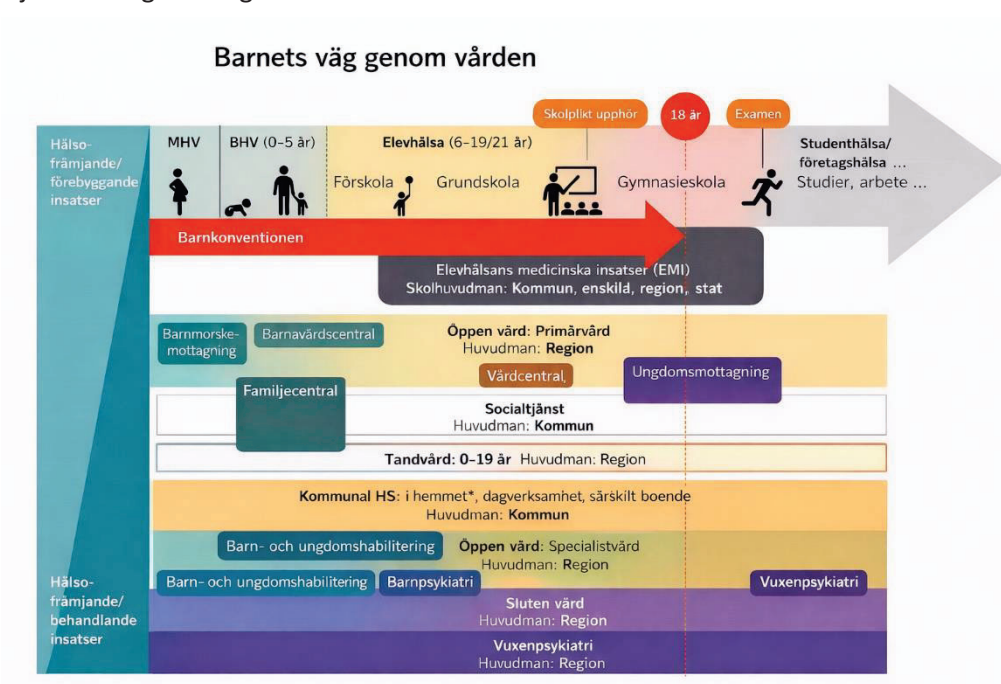 Barnets väg genom vården
Skolplikt upphör
18 år
Examen
Hälso-
främjande/
förebyggande
insatser
MHV
BHV (0–5 år)
Elevhälsa (6–19/21 år)
Förskola
Grundskola
Gymnasieskola
Studenthälsa/
företagshälsa ...
Studier, arbete ...
Barnkonventionen
Elevhälsans medicinska insatser (EMI)
Skolhuvudman: Kommun, enskild, region, stat
Barnmorske-
mottagning
Barnavårdscentral
Öppen vård: Primärvård
Huvudman: Region
Vårdcentral,
Ungdomsmottagning
Familjecentral
Socialtjänst
Huvudman: Kommun
Tandvård: 0–19 år Huvudman: Region
Kommunal HS: i hemmet*, dagverksamhet, särskilt boende
Huvudman: Kommun
Barn- och ungdomshabilitering
Öppen vård: Specialistvård
Huvudman: Region
Hälso-
främjande/
behandlande
insatser
Barn- och ungdomshabilitering
Barnpsykiatri
Vuxenpsykiatri
Sluten vård
Huvudman: Region
Vuxenpsykiatri
Huvudman: Region